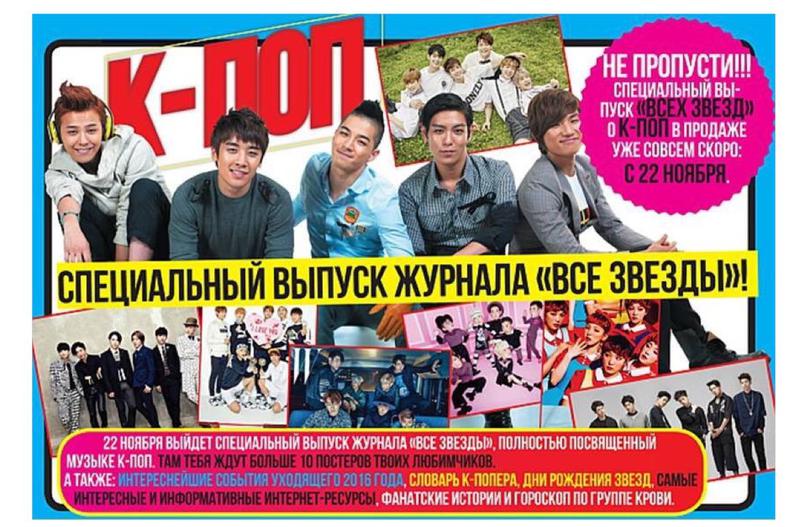 К-ПОП
НЕ ПРОПУСТИ!!!
СПЕЦИАЛЬНЫЙ ВЫ-
ПУСК «ВСЕХ ЗВЕЗД»
О К-ПОП В ПРОДАЖЕ
УЖЕ СОВСЕМ СКОРО:
С 22 НОЯБРЯ.
СПЕЦИАЛЬНЫЙ ВЫПУСК ЖУРНАЛА «ВСЕ ЗВЕЗДЫ»!
I LOVE YOU
22 НОЯБРЯ ВЫЙДЕТ СПЕЦИАЛЬНЫЙ ВЫПУСК ЖУРНАЛА «ВСЕ ЗВЕЗДЫ», ПОЛНОСТЬЮ ПОСВЯЩЕННЫЙ
МУЗЫКЕ К-ПОП. ТАМ ТЕБЯ ЖДУТ БОЛЬШЕ 10 ПОСТЕРОВ ТВОИХ ЛЮБИМЧИКОВ.
А ТАКЖЕ: ИНТЕРЕСНЕЙШИЕ СОБЫТИЯ УХОДЯЩЕГО 2016 ГОДА, СЛОВАРЬ К-ПОПЕРА, ДНИ РОЖДЕНИЯ ЗВЕЗД, САМЫЕ
ИНТЕРЕСНЫЕ И ИНФОРМАТИВНЫЕ ИНТЕРНЕТ-РЕСУРСЫ, ФАНАТСКИЕ ИСТОРИИ И ГОРОСКОП ПО ГРУППЕ КРОВИ.